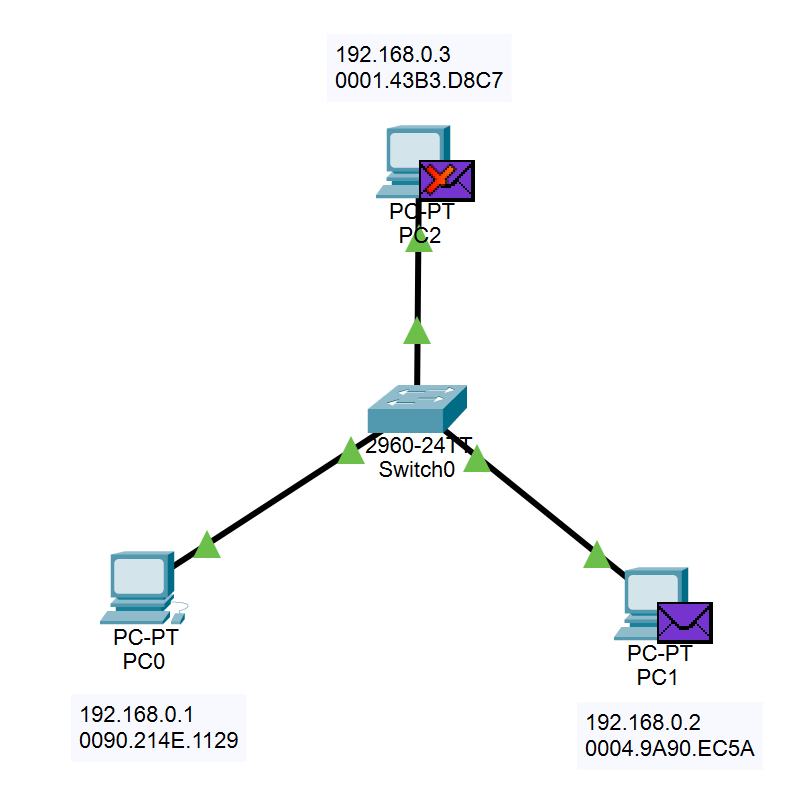 192.168.0.3
0001.43B3.D8C7
PC-PT
PC2
2960-24TT
Switch0
PC-PT
PC0
192.168.0.1
0090.214E.1129
PC-PT
PC1
192.168.0.2
0004.9A90.EC5A